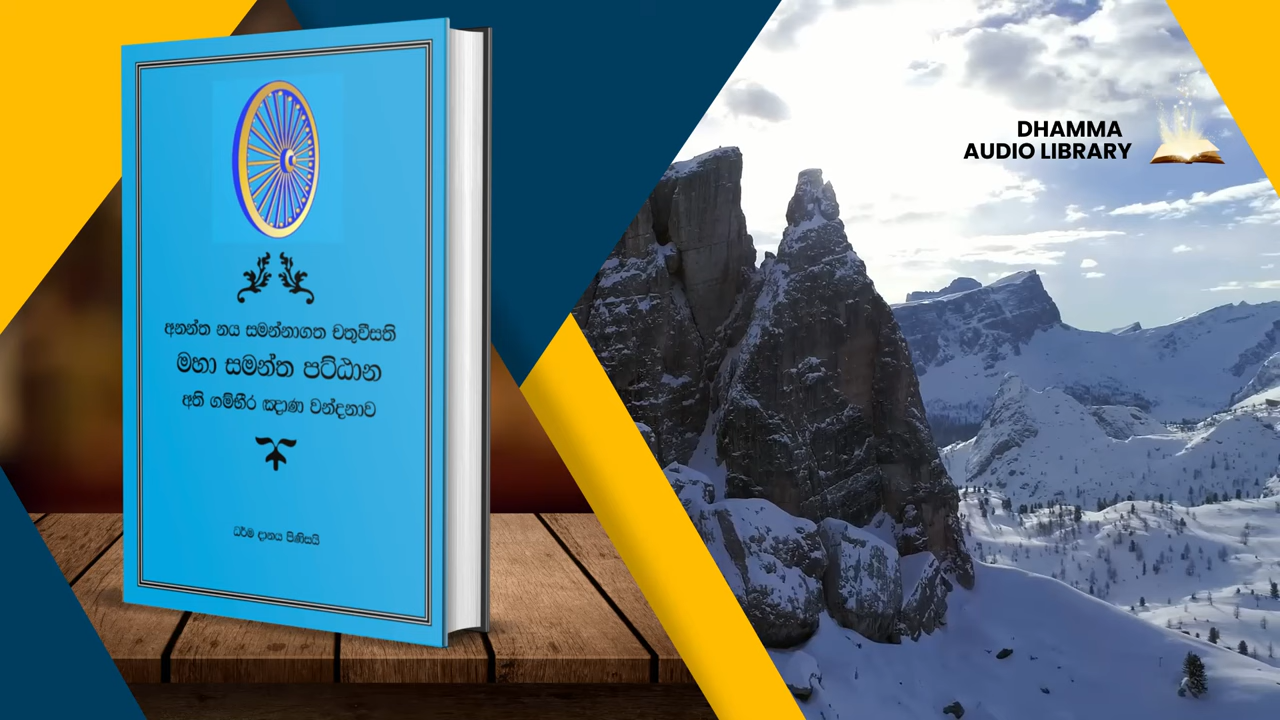 අනන්ත නය සමන්නාගත චතුවීසති
මහා සමන්ත පට්ඨාන
අති ගම්භීර ඤාණ වන්දනාව
ධර්ම දානය පිණිසයි
DHAMMA
AUDIO LIBRARY